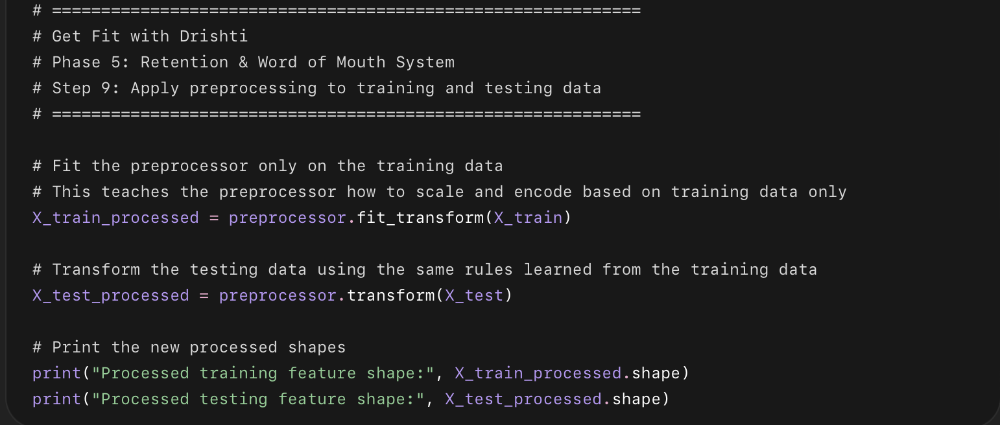 # ============================================================
# Get Fit with Drishti
# Phase 5: Retention & Word of Mouth System
# Step 9: Apply preprocessing to training and testing data
# ============================================================
# Fit the preprocessor only on the training data
# This teaches the preprocessor how to scale and encode based on training data only
X_train_processed = preprocessor.fit_transform(X_train)
# Transform the testing data using the same rules learned from the training data
X_test_processed = preprocessor.transform(X_test)
# Print the new processed shapes
print("Processed training feature shape:", X_train_processed.shape)
print("Processed testing feature shape:", X_test_processed.shape)